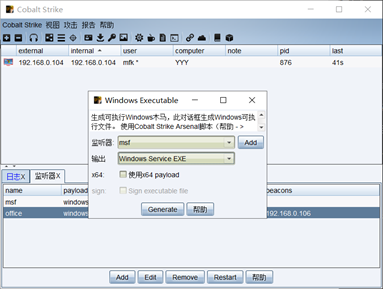 Cobalt Strike
Cobalt Strike 视图 攻击 报告 帮助
external internal user computer note pid last
192.168.0.104 192.168.0.104 mfk * YYY 876 41s
Windows Executable
生成可执行Windows木马，此对话框生成Windows可执
行文件。 使用Cobalt Strike Arsenal脚本（帮助 - >
监听器: msf Add
输出 Windows Service EXE
x64: 使用x64 payload
sign: Sign executable file
Generate 帮助
日志X 监听器X
name payloa beacons
msf window
office window 192.168.0.106
Add Edit Remove Restart 帮助